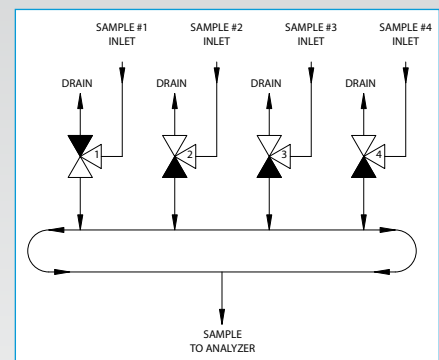 SAMPLE #1
INLET
SAMPLE #2
INLET
SAMPLE #3
INLET
SAMPLE #4
INLET
DRAIN
DRAIN
DRAIN
DRAIN
1
2
3
4
SAMPLE
TO ANALYZER